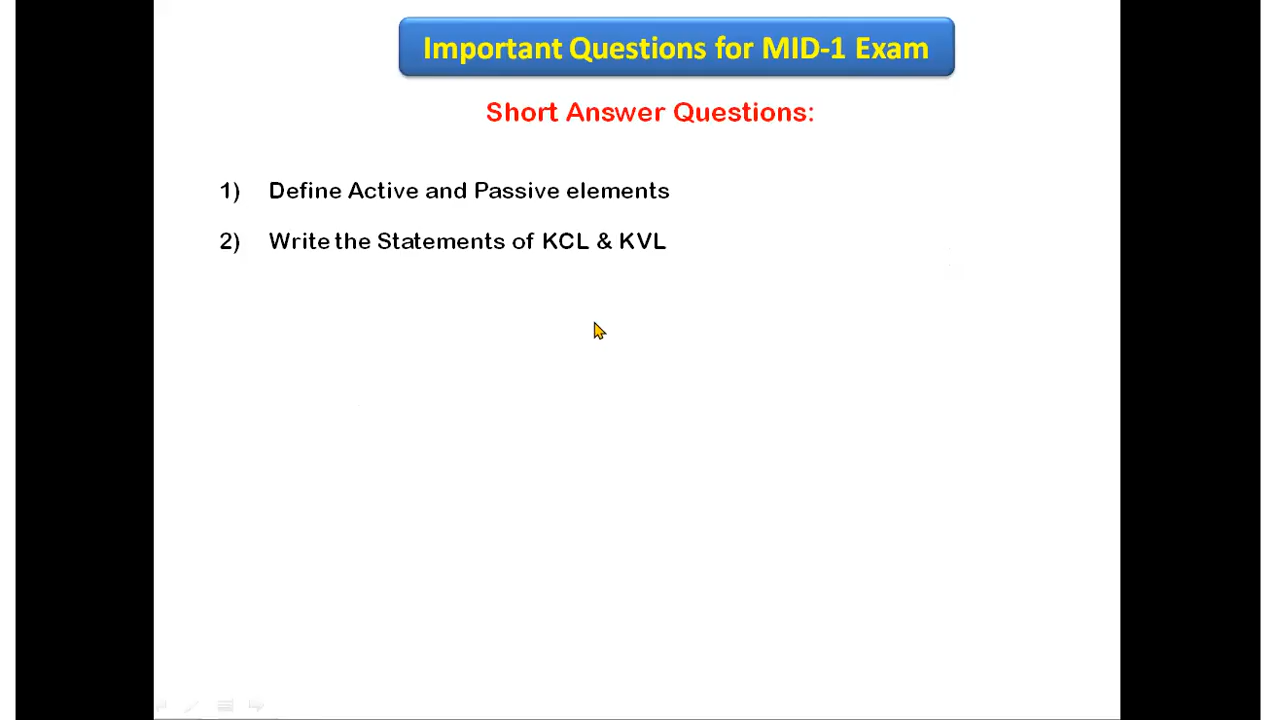 Important Questions for MID-1 Exam
Short Answer Questions:
1) Define Active and Passive elements
2) Write the Statements of KCL & KVL